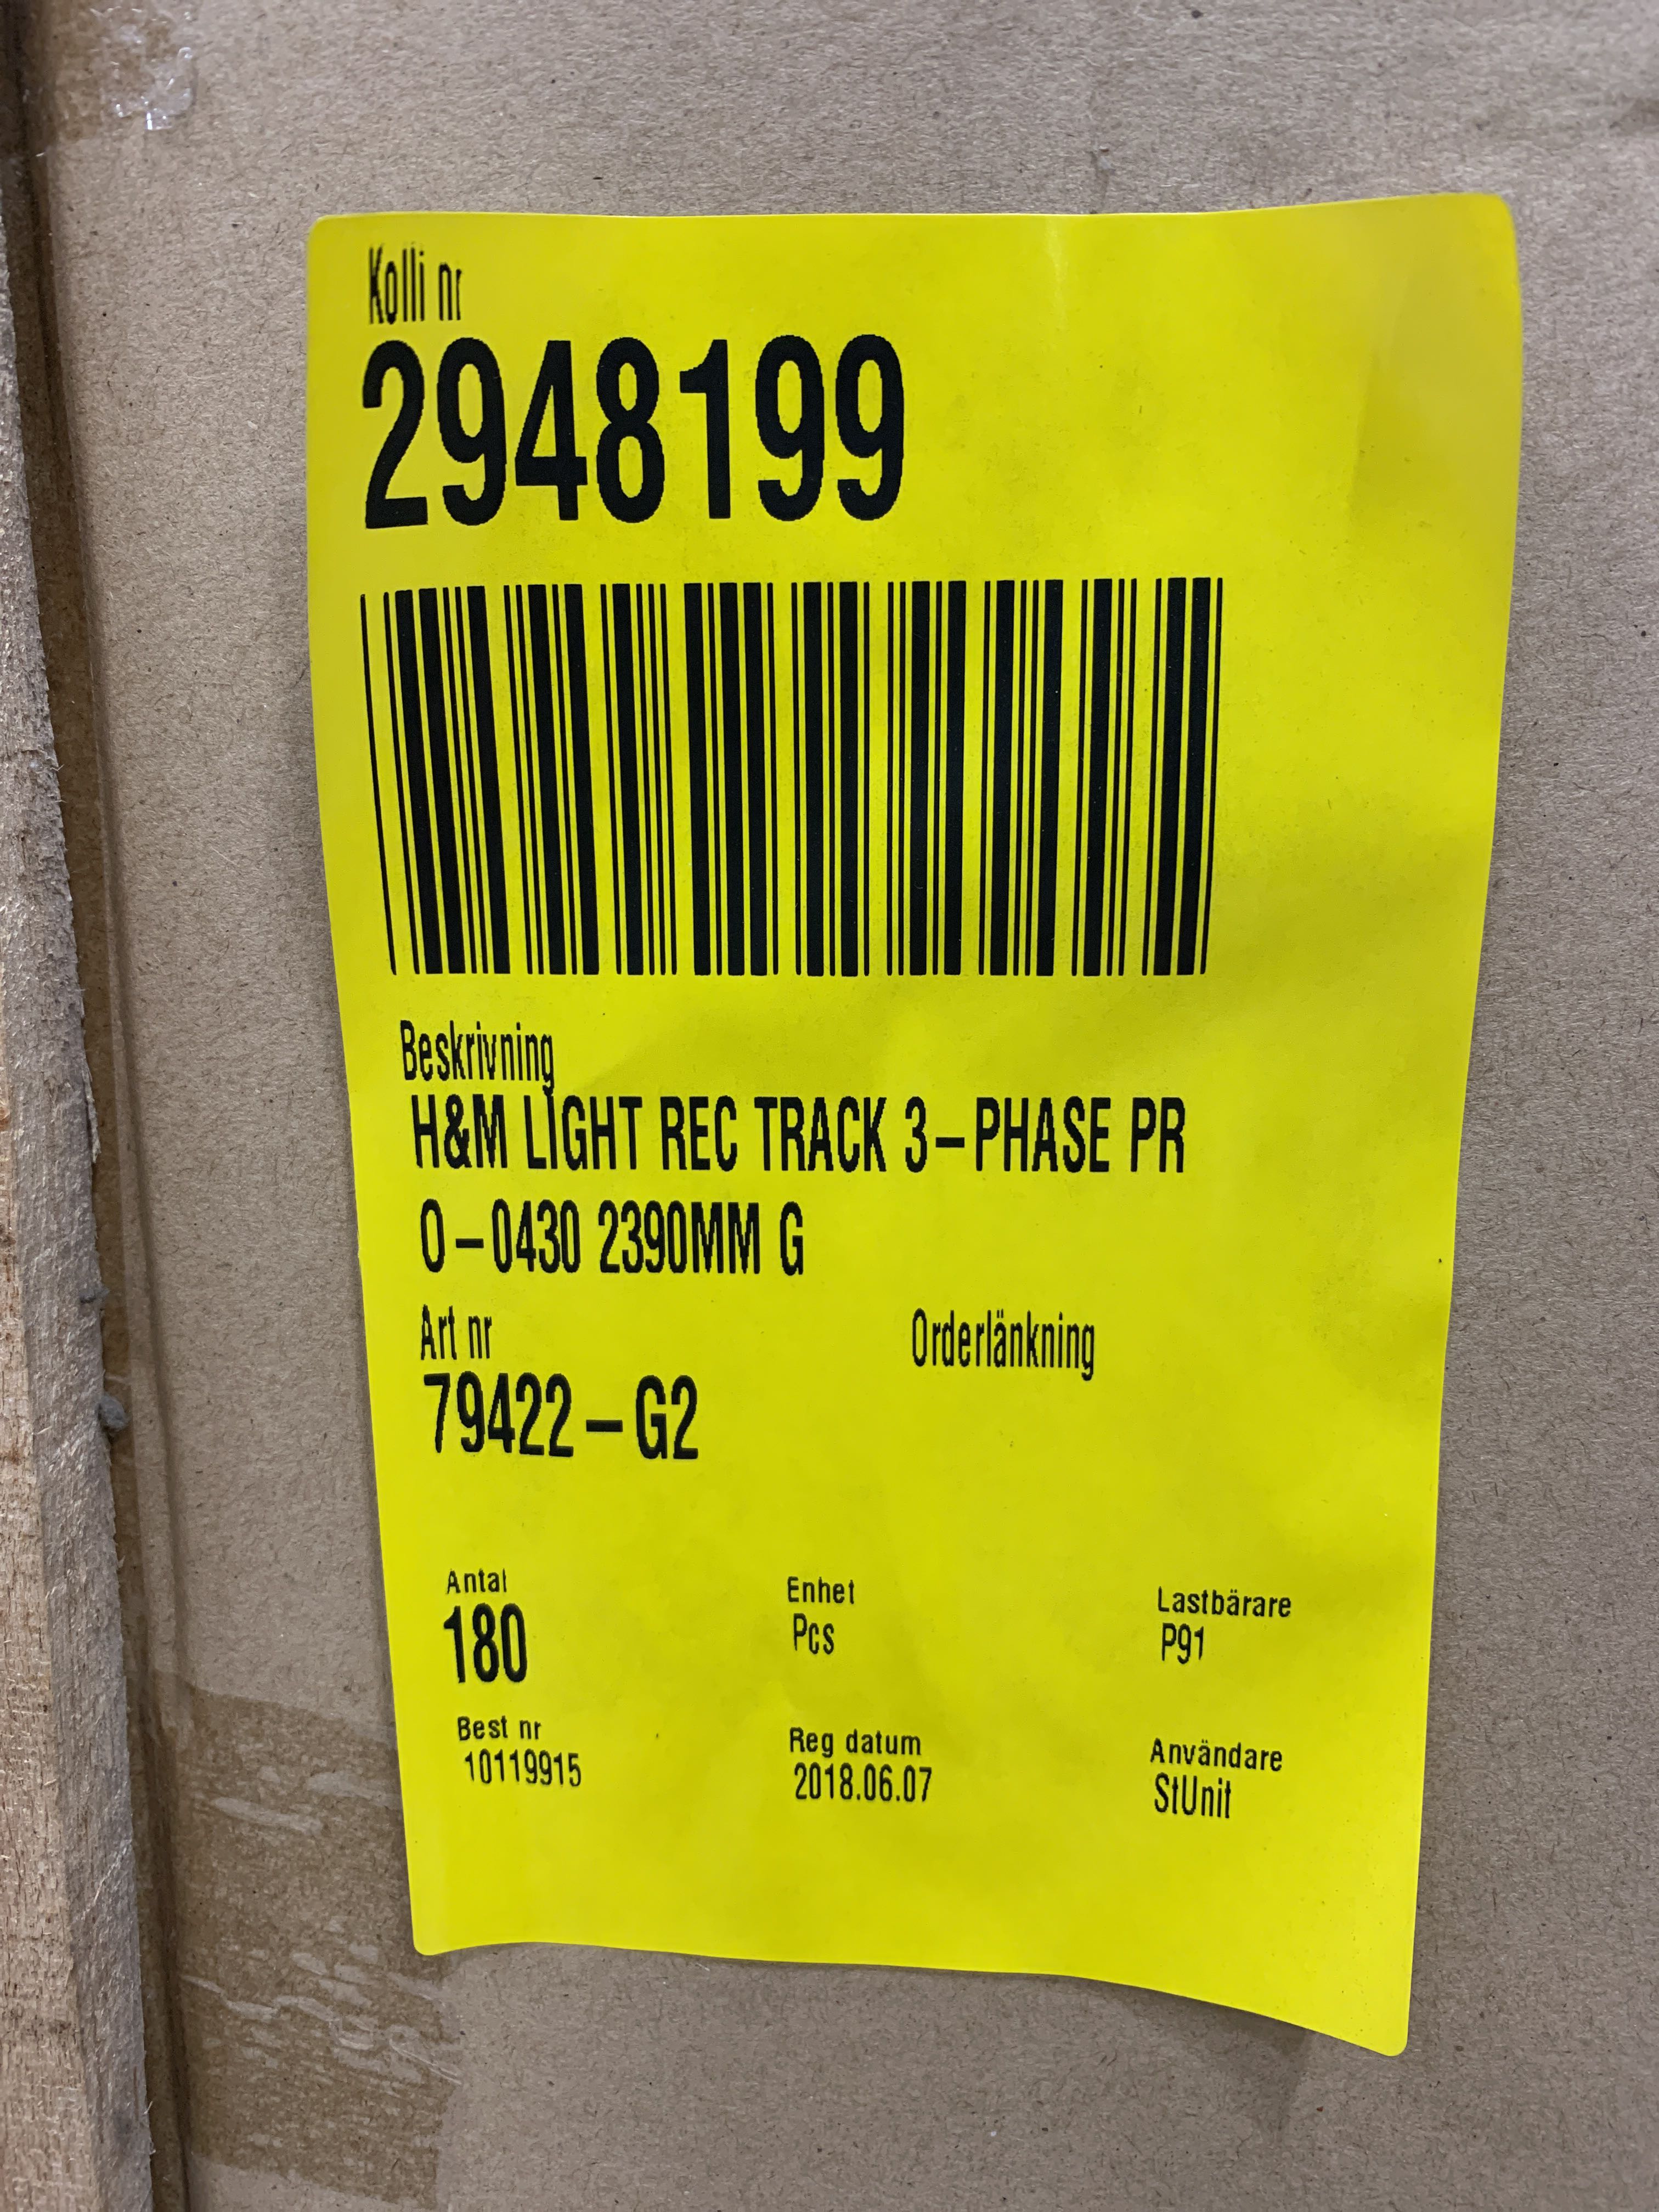 Kolli nr
2948199
Beskrivning
H&M LIGHT REC TRACK 3-PHASE PR
O-0430 2390MM G
Art nr Orderlänkning
79422-G2
Antal Enhet Lastbärare
180 Pcs P91
Best nr Reg datum Användare
10119915 2018.06.07 StUnit